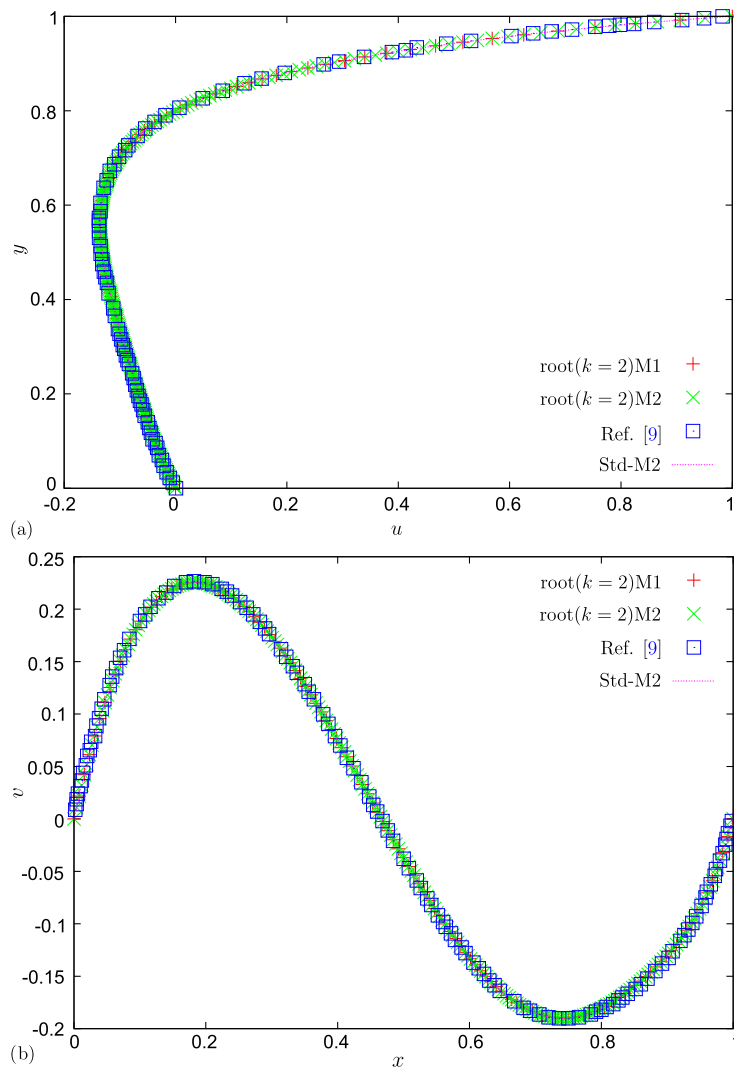 1
0.8
0.6
y
0.4
0.2
0
root(k = 2)M1
root(k = 2)M2
Ref. [9]
Std-M2
-0.2 0 0.2 0.4 0.6 0.8 1
(a) u
0.25
0.2
0.15
0.1
0.05
v
0
-0.05
-0.1
-0.15
-0.2
root(k = 2)M1
root(k = 2)M2
Ref. [9]
Std-M2
0 0.2 0.4 0.6 0.8 1
(b) x